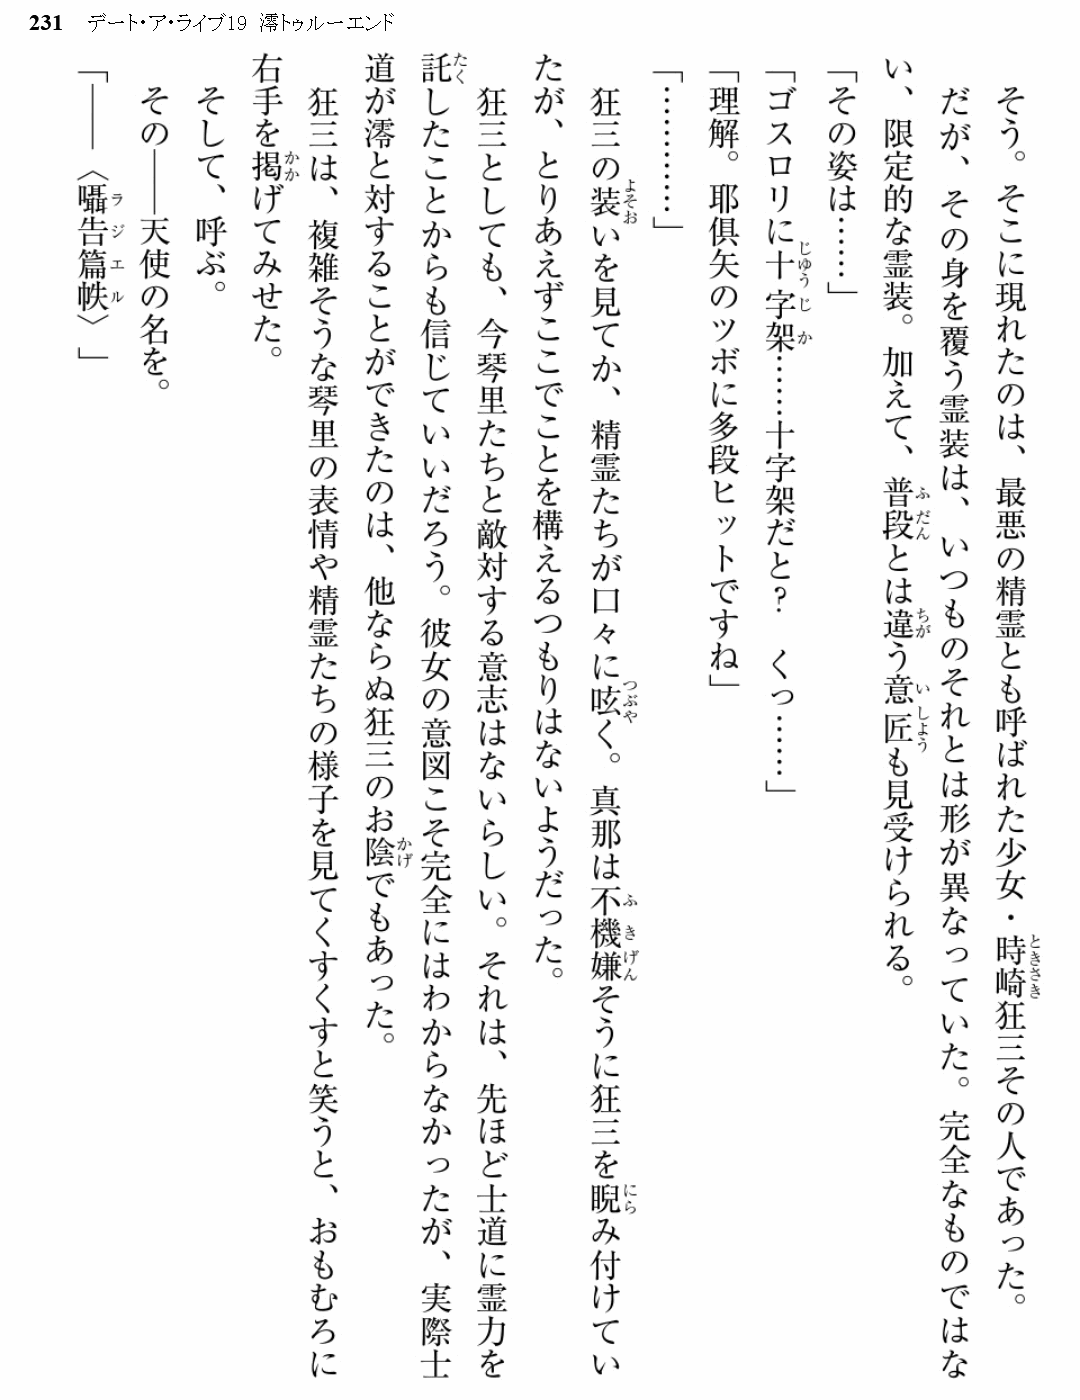 231 デート・ア・ライブ19 澪トゥルーエンド
そう。そこに現れたのは、最悪の精霊とも呼ばれた少女・時崎狂三その人であった。
だが、その身を覆う霊装は、いつものそれとは形が異なっていた。完全なものではな
い、限定的な霊装。加えて、普段とは違う意匠も見受けられる。
「その姿は……」
「ゴスロリに十字架……十字架だと? くっ……」
「理解。耶倶矢のツボに多段ヒットですね」
「…………」
狂三の装いを見てか、精霊たちが口々に呟く。真那は不機嫌そうに狂三を睨み付けてい
たが、とりあえずここでことを構えるつもりはないようだった。
狂三としても、今琴里たちと敵対する意志はないらしい。それは、先ほど士道に霊力を
託したことからも信じていいだろう。彼女の意図こそ完全にはわからなかったが、実際士
道が澪と対することができたのは、他ならぬ狂三のお陰でもあった。
狂三は、複雑そうな琴里の表情や精霊たちの様子を見てくすくすと笑うと、おもむろに
右手を掲げてみせた。
そして、呼ぶ。
その――天使の名を。
「――〈囁告篇帙〉」